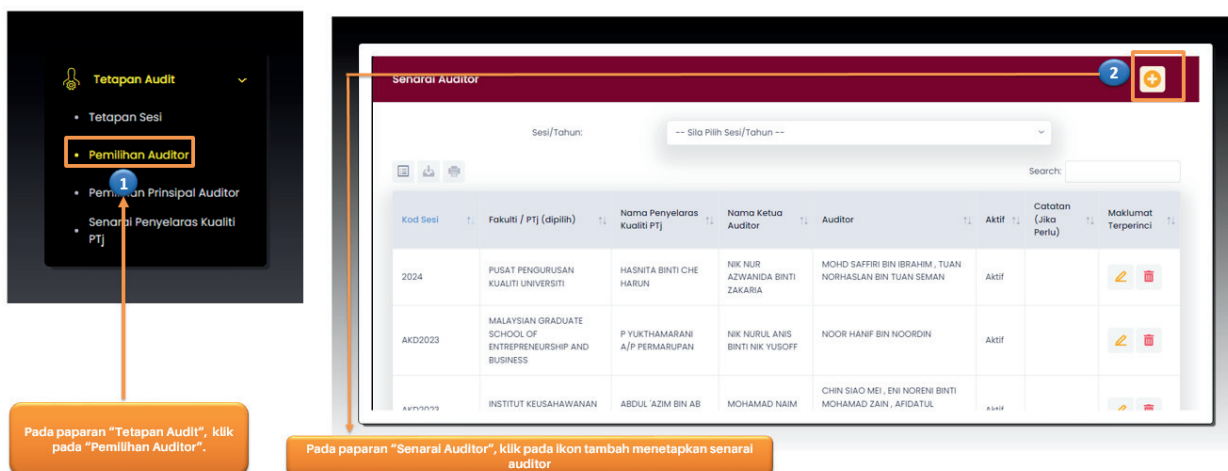 Tetapan Audit
Tetapan Sesi
Pemilihan Auditor
1
Prinsipal Auditor
Senarai Penyelaras Kualiti
PTj
Pada paparan “Tetapan Audit”, klik
pada “Pemilihan Auditor”.
Senarai Auditor
2
Sesi/Tahun:
-- Sila Pilih Sesi/Tahun --
Search:
Kod Sesi
Fakulti / PTj (dipilih)
Nama Penyelaras
Kualiti PTj
Nama Ketua
Auditor
Auditor
Aktif
Catatan
(Jika
Perlu)
Maklumat
Terperinci
2024
PUSAT PENGURUSAN
KUALITI UNIVERSITI
HASNITA BINTI CHE
HARUN
NIK NUR
AZWANIDA BINTI
ZAKARIA
MOHD SAFFIRI BIN IBRAHIM , TUAN
NORHASLAN BIN TUAN SEMAN
Aktif
AKD2023
MALAYSIAN GRADUATE
SCHOOL OF
ENTREPRENEURSHIP AND
BUSINESS
P YUKTHAMARANI
A/P PERMARUPAN
NIK NURUL ANIS
BINTI NIK YUSOFF
NOOR HANIF BIN NOORDIN
Aktif
AKD2023
INSTITUT KEUSAHAWANAN
ABDUL 'AZIM BIN AB
MOHAMAD NAIM
CHIN SIAO MEI , ENI NORENI BINTI
MOHAMAD ZAIN , AFIDATUL
Aktif
Pada paparan “Senarai Auditor”, klik pada ikon tambah menetapkan senarai
auditor